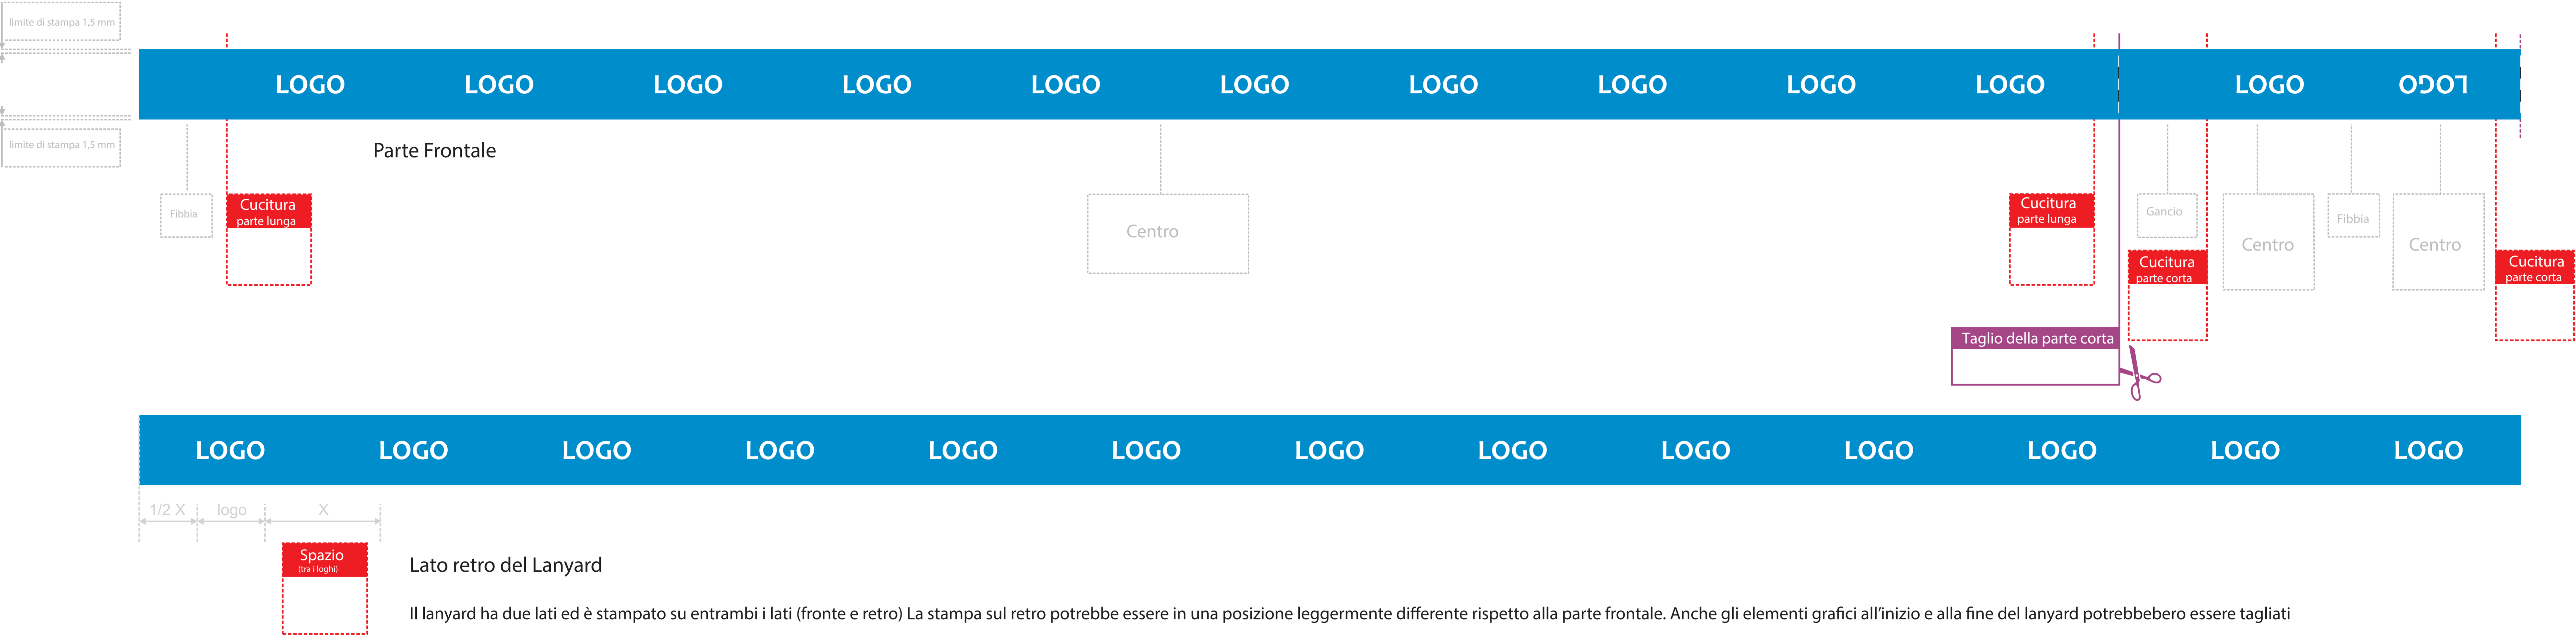 limite di stampa 1,5 mm
LOGO LOGO LOGO LOGO LOGO LOGO LOGO LOGO LOGO LOGO LOGO LOGO
limite di stampa 1,5 mm
Parte Frontale
Fibbia
Cucitura
parte lunga
Centro
Cucitura
parte lunga
Gancio
Cucitura
parte corta
Centro
Fibbia
Centro
Cucitura
parte corta
Taglio della parte corta
LOGO LOGO LOGO LOGO LOGO LOGO LOGO LOGO LOGO LOGO LOGO LOGO LOGO
1/2 X logo X
Spazio
(tra i loghi)
Lato retro del Lanyard
Il lanyard ha due lati ed è stampato su entrambi i lati (fronte e retro) La stampa sul retro potrebbe essere in una posizione leggermente differente rispetto alla parte frontale. Anche gli elementi grafici all'inizio e alla fine del lanyard potrebbebero essere tagliati